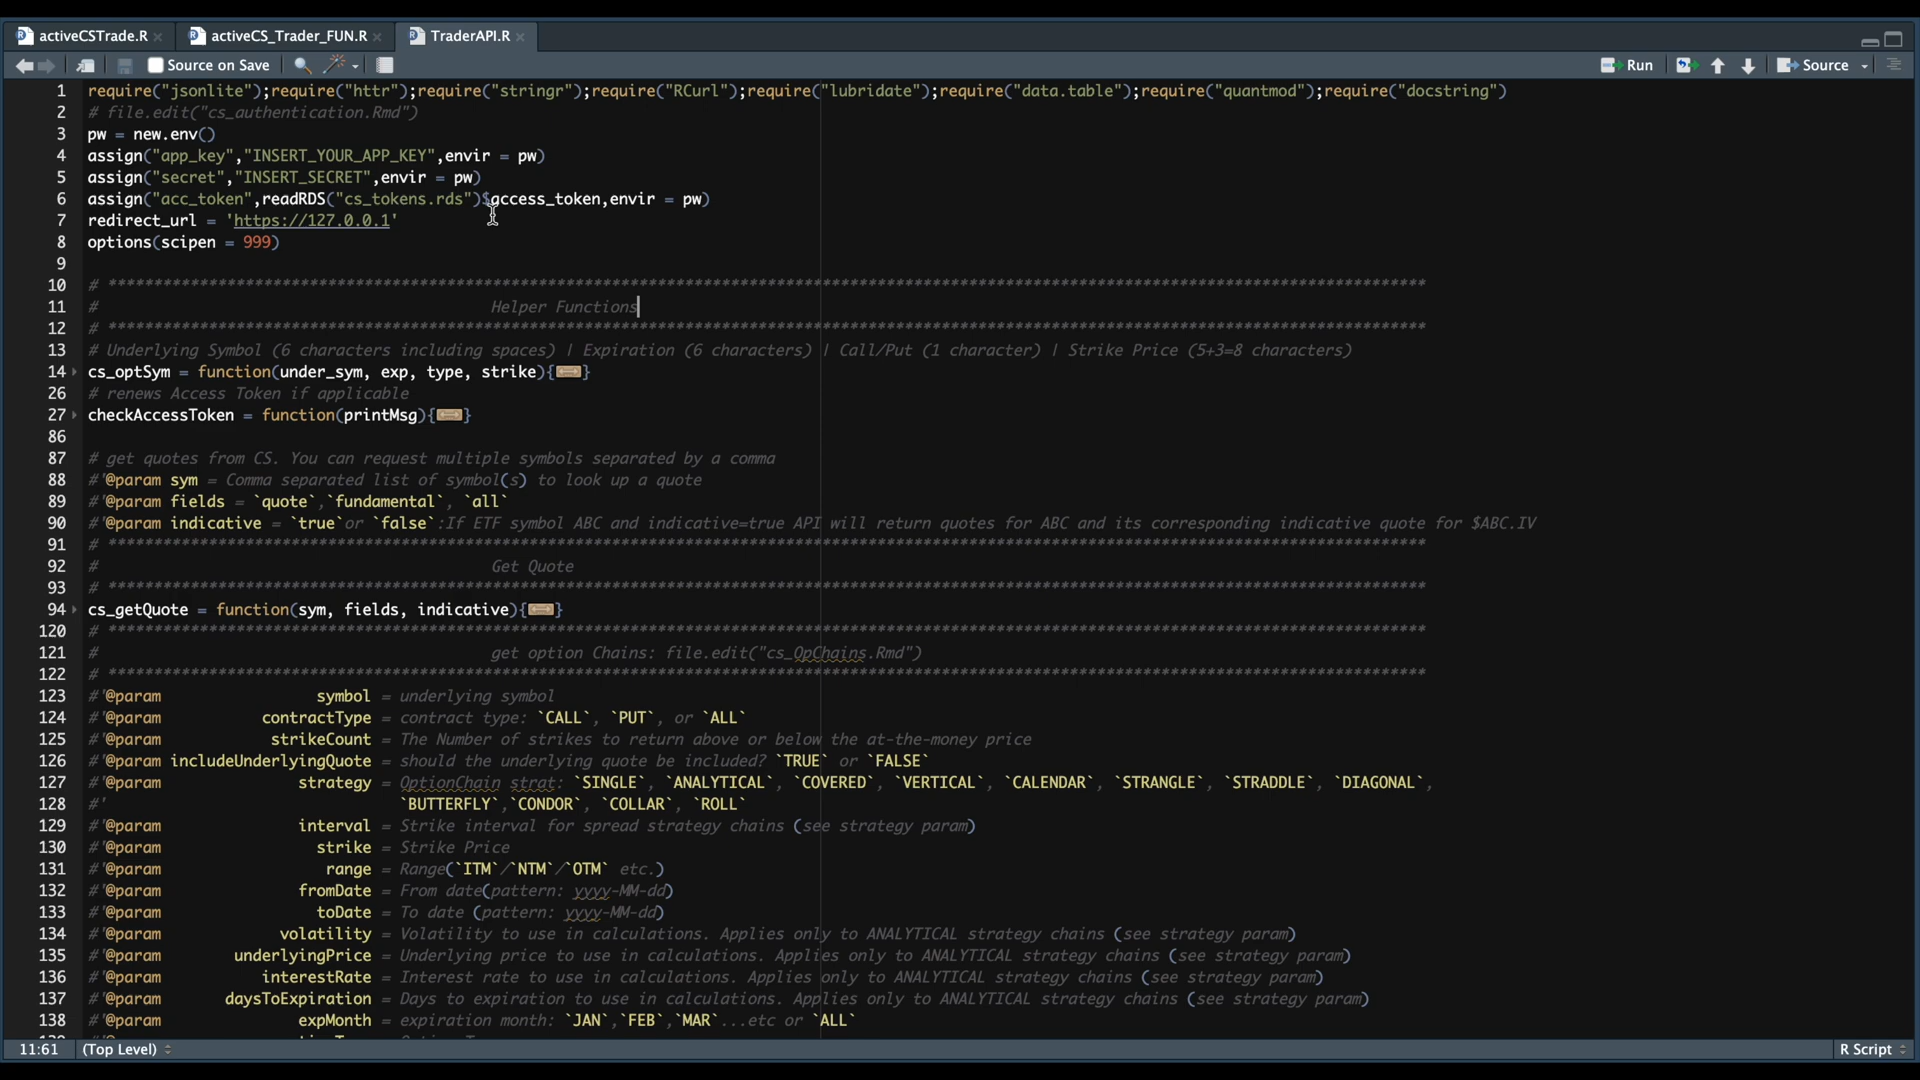 activeCSTrade.R activeCS_Trader_FUN.R TraderAPI.R
Source on Save Run Source
1 require("jsonlite");require("httr");require("stringr");require("RCurl");require("lubridate");require("data.table");require("quantmod");require("docstring")
2 # file.edit("cs_authentication.Rmd")
3 pw = new.env()
4 assign("app_key","INSERT_YOUR_APP_KEY",envir = pw)
5 assign("secret","INSERT_SECRET",envir = pw)
6 assign("acc_token",readRDS("cs_tokens.rds")$access_token,envir = pw)
7 redirect_url = 'https://127.0.0.1'
8 options(scipen = 999)
9
10 # ************************************************************************************************************************************************
11 # Helper Functions
12 # ************************************************************************************************************************************************
13 # Underlying Symbol (6 characters including spaces) | Expiration (6 characters) | Call/Put (1 character) | Strike Price (5+3=8 characters)
14 cs_optSym = function(under_sym, exp, type, strike){}
26 # renews Access Token if applicable
27 checkAccessToken = function(printMsg){}
86
87 # get quotes from CS. You can request multiple symbols separated by a comma
88 #'@param sym = Comma separated list of symbol(s) to look up a quote
89 #'@param fields = `quote`,`fundamental`, `all`
90 #'@param indicative = `true`or `false`:If ETF symbol ABC and indicative=true API will return quotes for ABC and its corresponding indicative quote for $ABC.IV
91 # ************************************************************************************************************************************************
92 # Get Quote
93 # ************************************************************************************************************************************************
94 cs_getQuote = function(sym, fields, indicative){}
120 # ************************************************************************************************************************************************
121 # get option Chains: file.edit("cs_OpChains.Rmd")
122 # ************************************************************************************************************************************************
123 #'@param symbol = underlying symbol
124 #'@param contractType = contract type: `CALL`, `PUT`, or `ALL`
125 #'@param strikeCount = The Number of strikes to return above or below the at-the-money price
126 #'@param includeUnderlyingQuote = should the underlying quote be included? `TRUE` or `FALSE`
127 #'@param strategy = OptionChain strat: `SINGLE`, `ANALYTICAL`, `COVERED`, `VERTICAL`, `CALENDAR`, `STRANGLE`, `STRADDLE`, `DIAGONAL`,
128 #' `BUTTERFLY`,`CONDOR`, `COLLAR`, `ROLL`
129 #'@param interval = Strike interval for spread strategy chains (see strategy param)
130 #'@param strike = Strike Price
131 #'@param range = Range(`ITM`/`NTM`/`OTM` etc.)
132 #'@param fromDate = From date(pattern: yyyy-MM-dd)
133 #'@param toDate = To date (pattern: yyyy-MM-dd)
134 #'@param volatility = Volatility to use in calculations. Applies only to ANALYTICAL strategy chains (see strategy param)
135 #'@param underlyingPrice = Underlying price to use in calculations. Applies only to ANALYTICAL strategy chains (see strategy param)
136 #'@param interestRate = Interest rate to use in calculations. Applies only to ANALYTICAL strategy chains (see strategy param)
137 #'@param daysToExpiration = Days to expiration to use in calculations. Applies only to ANALYTICAL strategy chains (see strategy param)
138 #'@param expMonth = expiration month: `JAN`,`FEB`,`MAR`...etc or `ALL`
11:61 (Top Level) R Script